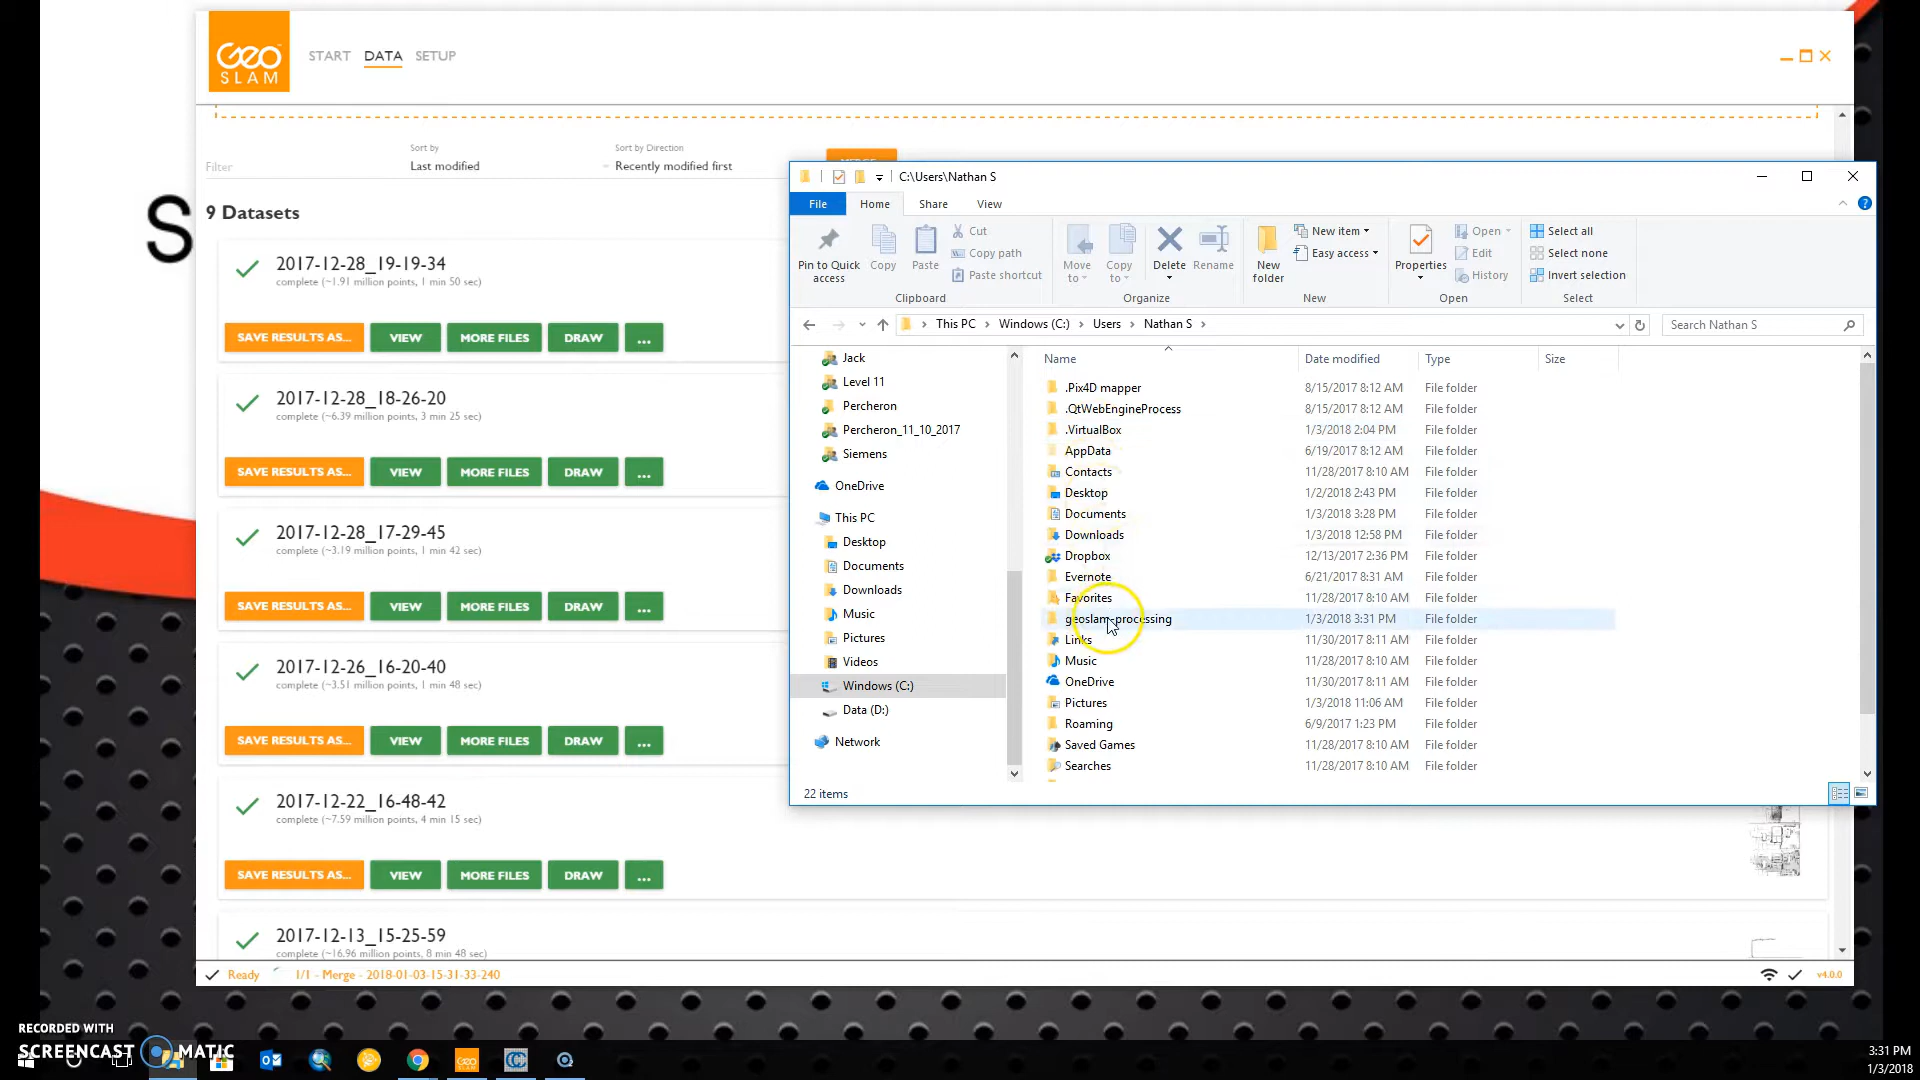 Geo
SLAM
START DATA SETUP
S
Filter
Sort by
Last modified
Sort by Direction
Recently modified first
9 Datasets
2017-12-28_19-19-34
complete (~1.91 million points, 1 min 50 sec)
SAVE RESULTS AS... VIEW MORE FILES DRAW ...
2017-12-28_18-26-20
complete (~6.39 million points, 3 min 25 sec)
SAVE RESULTS AS... VIEW MORE FILES DRAW ...
2017-12-28_17-29-45
complete (~3.19 million points, 1 min 42 sec)
SAVE RESULTS AS... VIEW MORE FILES DRAW ...
2017-12-26_16-20-40
complete (~3.51 million points, 1 min 48 sec)
SAVE RESULTS AS... VIEW MORE FILES DRAW ...
2017-12-22_16-48-42
complete (~7.59 million points, 4 min 15 sec)
SAVE RESULTS AS... VIEW MORE FILES DRAW ...
2017-12-13_15-25-59
complete (~16.96 million points, 8 min 48 sec)
Ready 1/1 - Merge - 2018-01-03-15-31-33-240
v4.0.0
C:\Users\Nathan S
File Home Share View
Pin to Quick access
Copy
Paste
Cut
Copy path
Paste shortcut
Clipboard
Move to
Copy to
Delete
Rename
Organize
New folder
New item
Easy access
New
Properties
Open
Edit
History
Open
Select all
Select none
Invert selection
Select
This PC > Windows (C:) > Users > Nathan S >
Search Nathan S
Jack
Level 11
Percheron
Percheron_11_10_2017
Siemens
OneDrive
This PC
Desktop
Documents
Downloads
Music
Pictures
Videos
Windows (C:)
Data (D:)
Network
Name Date modified Type Size
.Pix4D mapper 8/15/2017 8:12 AM File folder
.QtWebEngineProcess 8/15/2017 8:12 AM File folder
.VirtualBox 1/3/2018 2:04 PM File folder
AppData 6/19/2017 8:12 AM File folder
Contacts 11/28/2017 8:10 AM File folder
Desktop 1/2/2018 2:43 PM File folder
Documents 1/3/2018 3:28 PM File folder
Downloads 1/3/2018 12:58 PM File folder
Dropbox 12/13/2017 2:36 PM File folder
Evernote 6/21/2017 8:31 AM File folder
Favorites 11/28/2017 8:10 AM File folder
geoslam-processing 1/3/2018 3:31 PM File folder
Links 11/30/2017 8:11 AM File folder
Music 11/28/2017 8:10 AM File folder
OneDrive 11/30/2017 8:11 AM File folder
Pictures 1/3/2018 11:06 AM File folder
Roaming 6/9/2017 1:23 PM File folder
Saved Games 11/28/2017 8:10 AM File folder
Searches 11/28/2017 8:10 AM File folder
22 items
RECORDED WITH
SCREENCAST MATIC
3:31 PM
1/3/2018